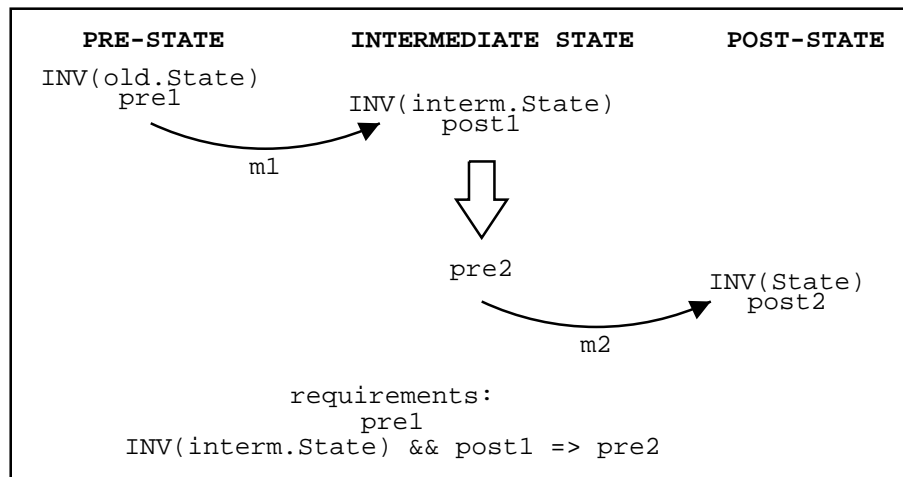 PRE-STATE INTERMEDIATE STATE POST-STATE
INV(old.State)
pre1
INV(interm.State)
post1
m1
pre2
INV(State)
post2
m2
requirements:
pre1
INV(interm.State) && post1 => pre2